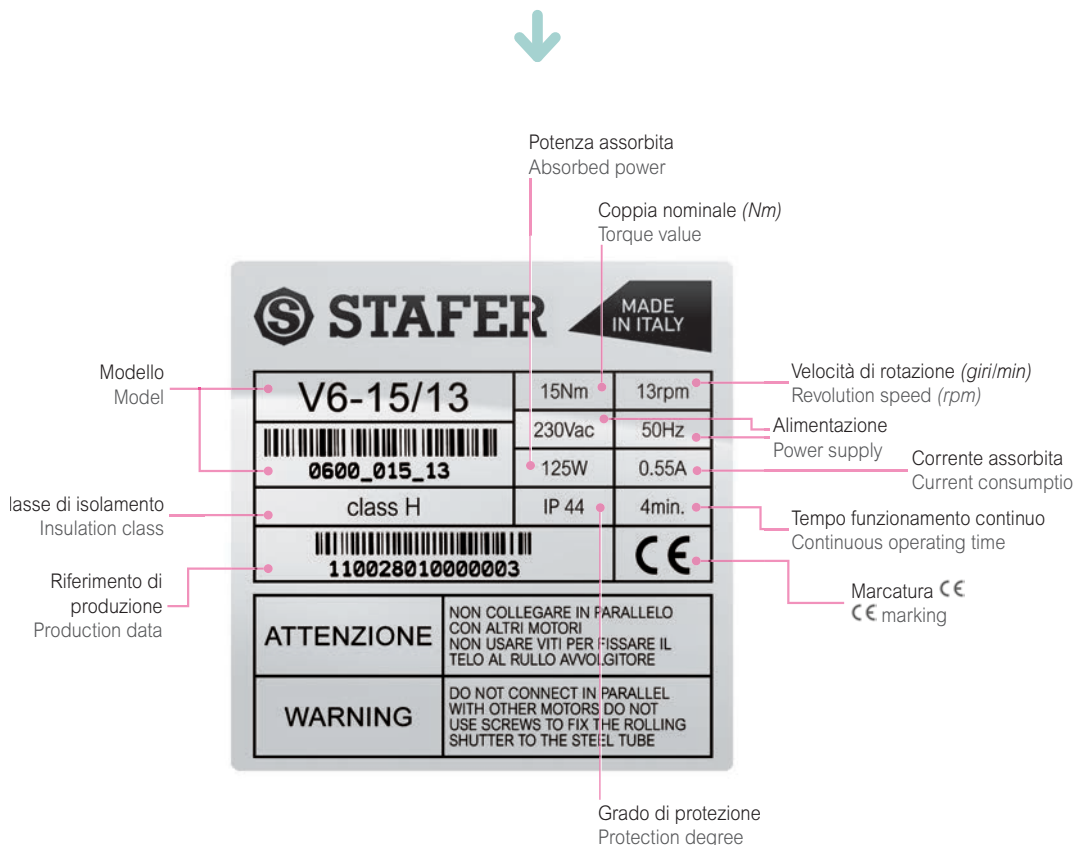 Potenza assorbita
Absorbed power
Coppia nominale (Nm)
Torque value
S STAFER
MADE
IN ITALY
Modello
Model
V6-15/13
15Nm
13rpm
Velocità di rotazione (giri/min)
Revolution speed (rpm)
230Vac
50Hz
Alimentazione
Power supply
0600_015_13
125W
0.55A
Corrente assorbita
Current consumptio
lasse di isolamento
Insulation class
class H
IP 44
4min.
Tempo funzionamento continuo
Continuous operating time
Riferimento di
produzione
Production data
110028010000003
CE
Marcatura CE
CE marking
ATTENZIONE
NON COLLEGARE IN PARALLELO
CON ALTRI MOTORI
NON USARE VITI PER FISSARE IL
TELO AL RULLO AVVOLGITORE
WARNING
DO NOT CONNECT IN PARALLEL
WITH OTHER MOTORS DO NOT
USE SCREWS TO FIX THE ROLLING
SHUTTER TO THE STEEL TUBE
Grado di protezione
Protection degree